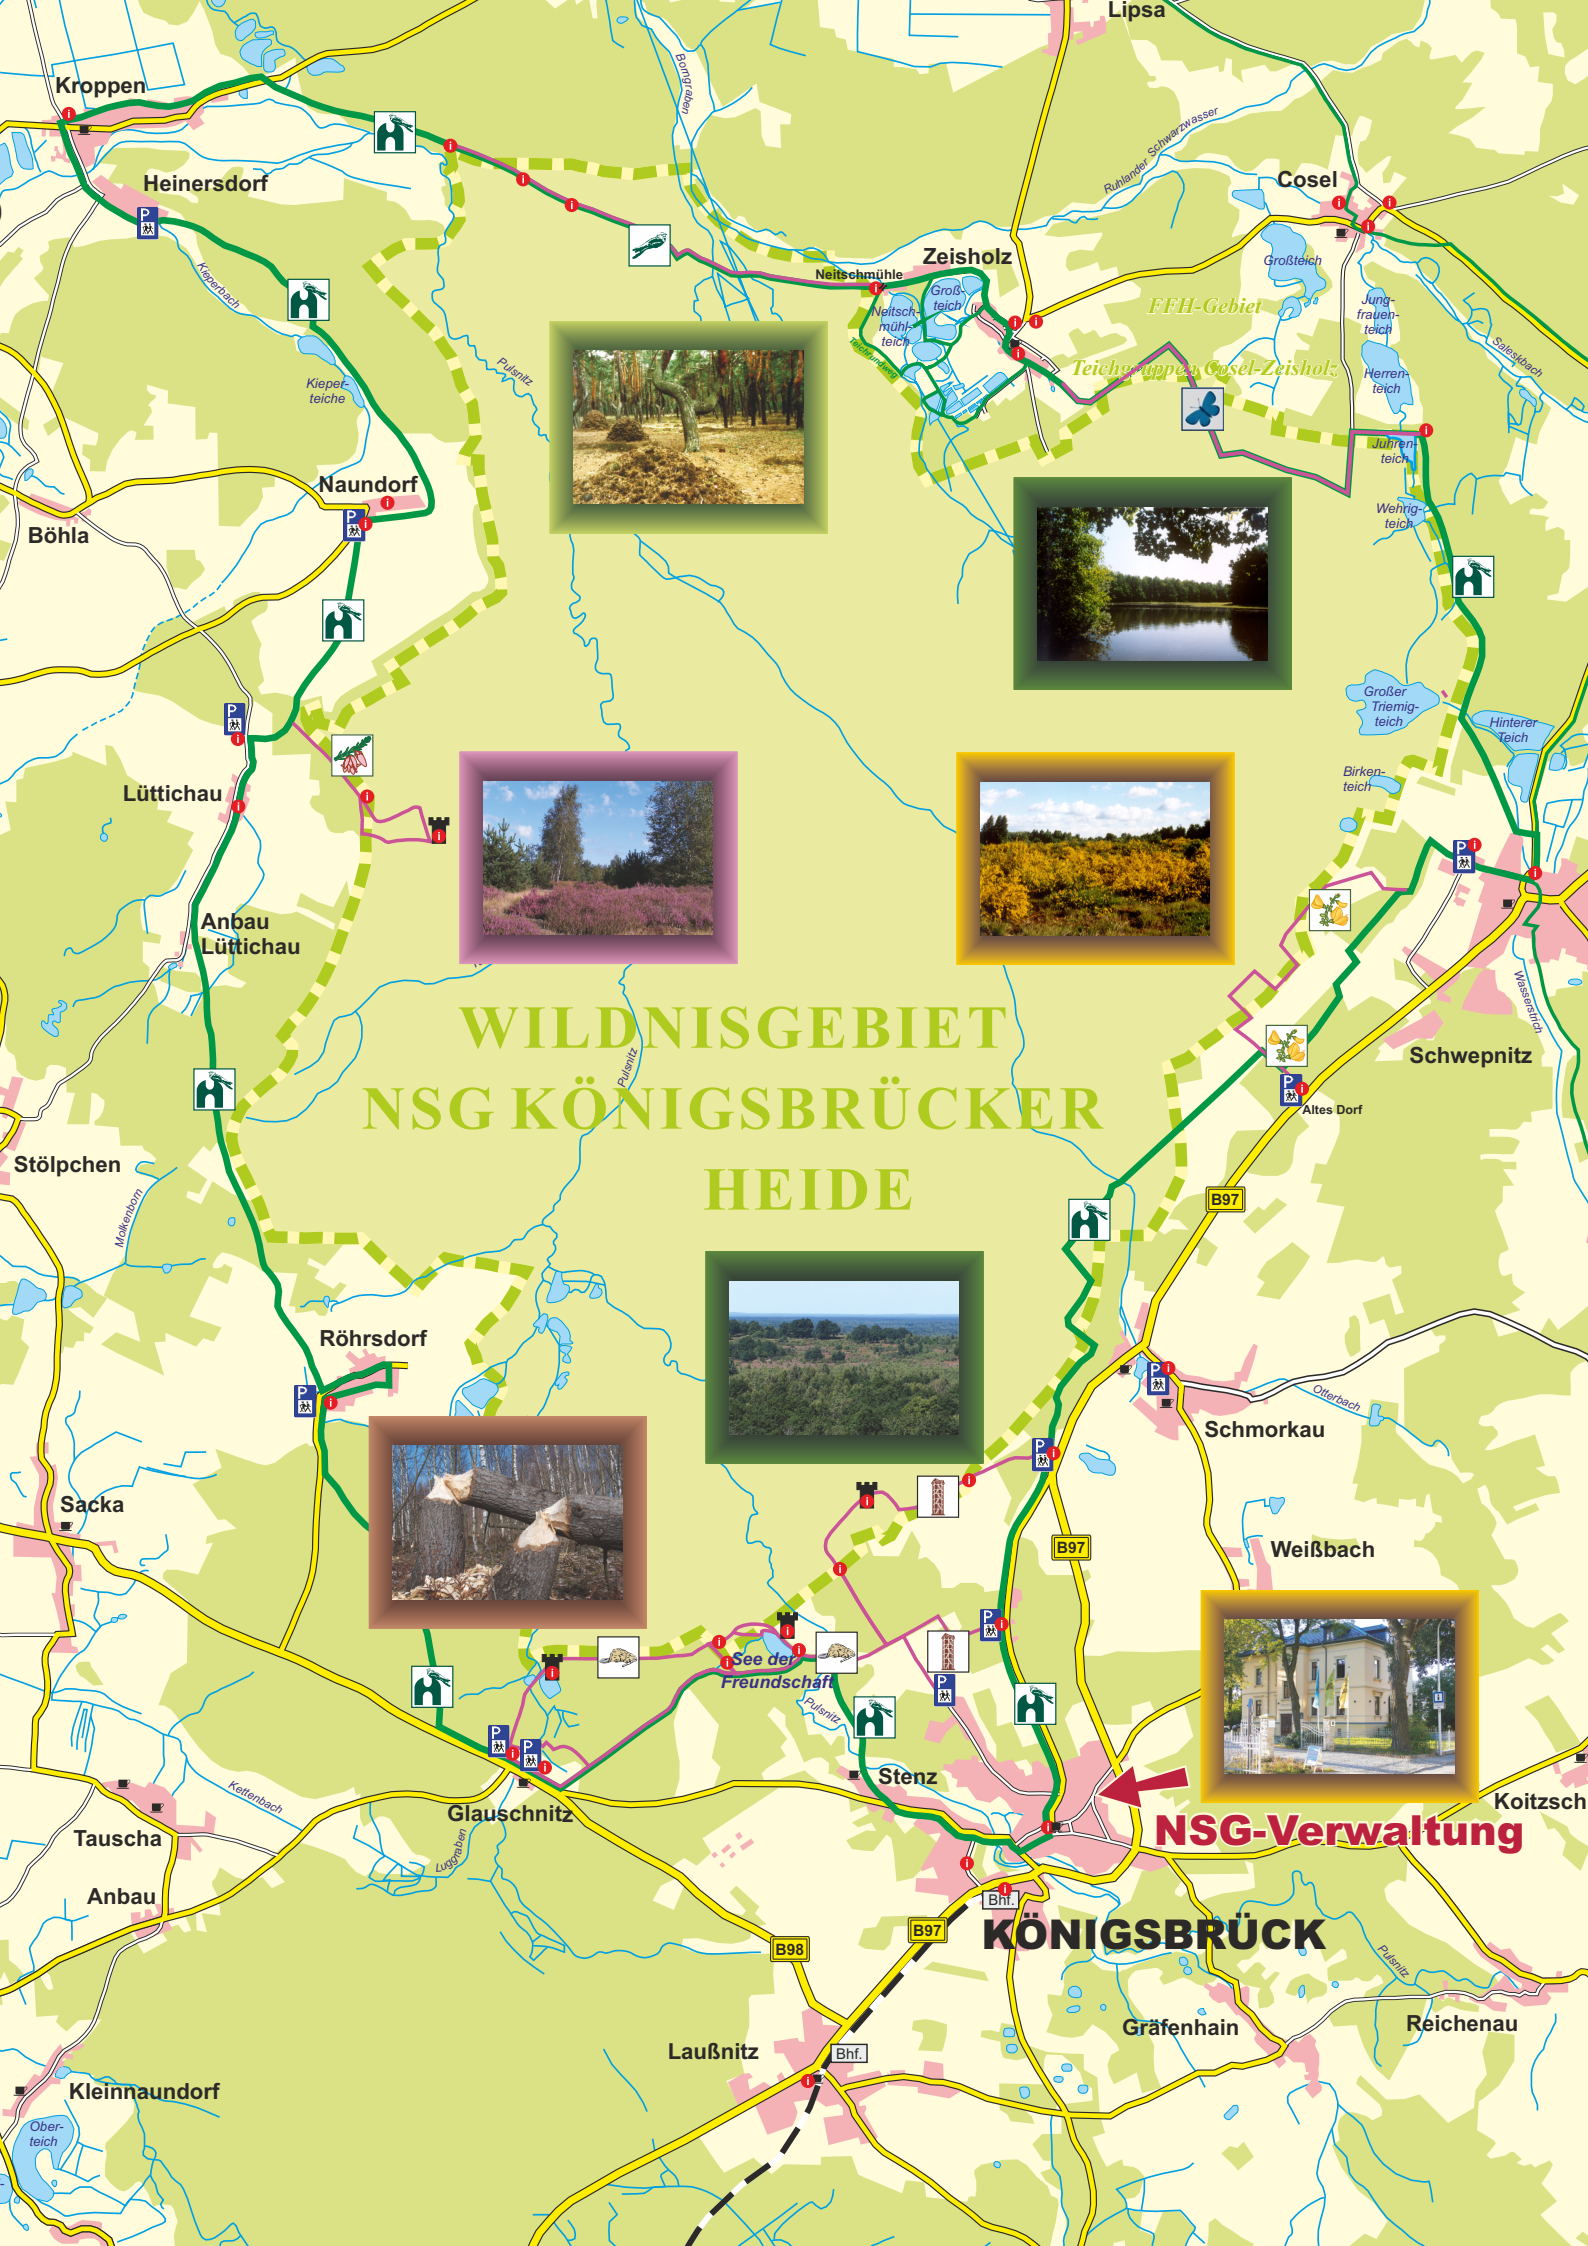 Lipsa
Kroppen
Borngraben
Ruhlander Schwarzwasser
Heinersdorf
Cosel
P
Kieperbach
Zeisholz
Neitschmühle
Großteich
Groß-
teich
FFH-Gebiet
Jung-
frauen-
teich
Neitsch-
mühl-
teich
Teichrundweg
Saleskbach
Pulsnitz
Kieper-
teiche
Teichgruppen Cosel-Zeisholz
Herren-
teich
Juhren-
teich
Naundorf
P
Wehrig-
teich
Böhla
Großer
Triemig-
teich
P
Hinterer
Teich
Lüttichau
Birken-
teich
P
Anbau
Lüttichau
Wasserstrich
WILDNISGEBIET
NSG KÖNIGSBRÜCKER
HEIDE
Pulsnitz
Schwepnitz
P
Altes Dorf
Stölpchen
Molkenborn
B97
Röhrsdorf
P
P
Otterbach
Schmorkau
P
Sacka
B97
Weißbach
P
See der
Freundschaft
P
Pulsnitz
P
P
Stenz
Kettenbach
Glauschnitz
Koitzsch
NSG-Verwaltung
Tauscha
Luggraben
Anbau
Bhf.
B97
KÖNIGSBRÜCK
B98
Pulsnitz
Gräfenhain
Reichenau
Laußnitz
Bhf.
Kleinnaundorf
Ober-
teich